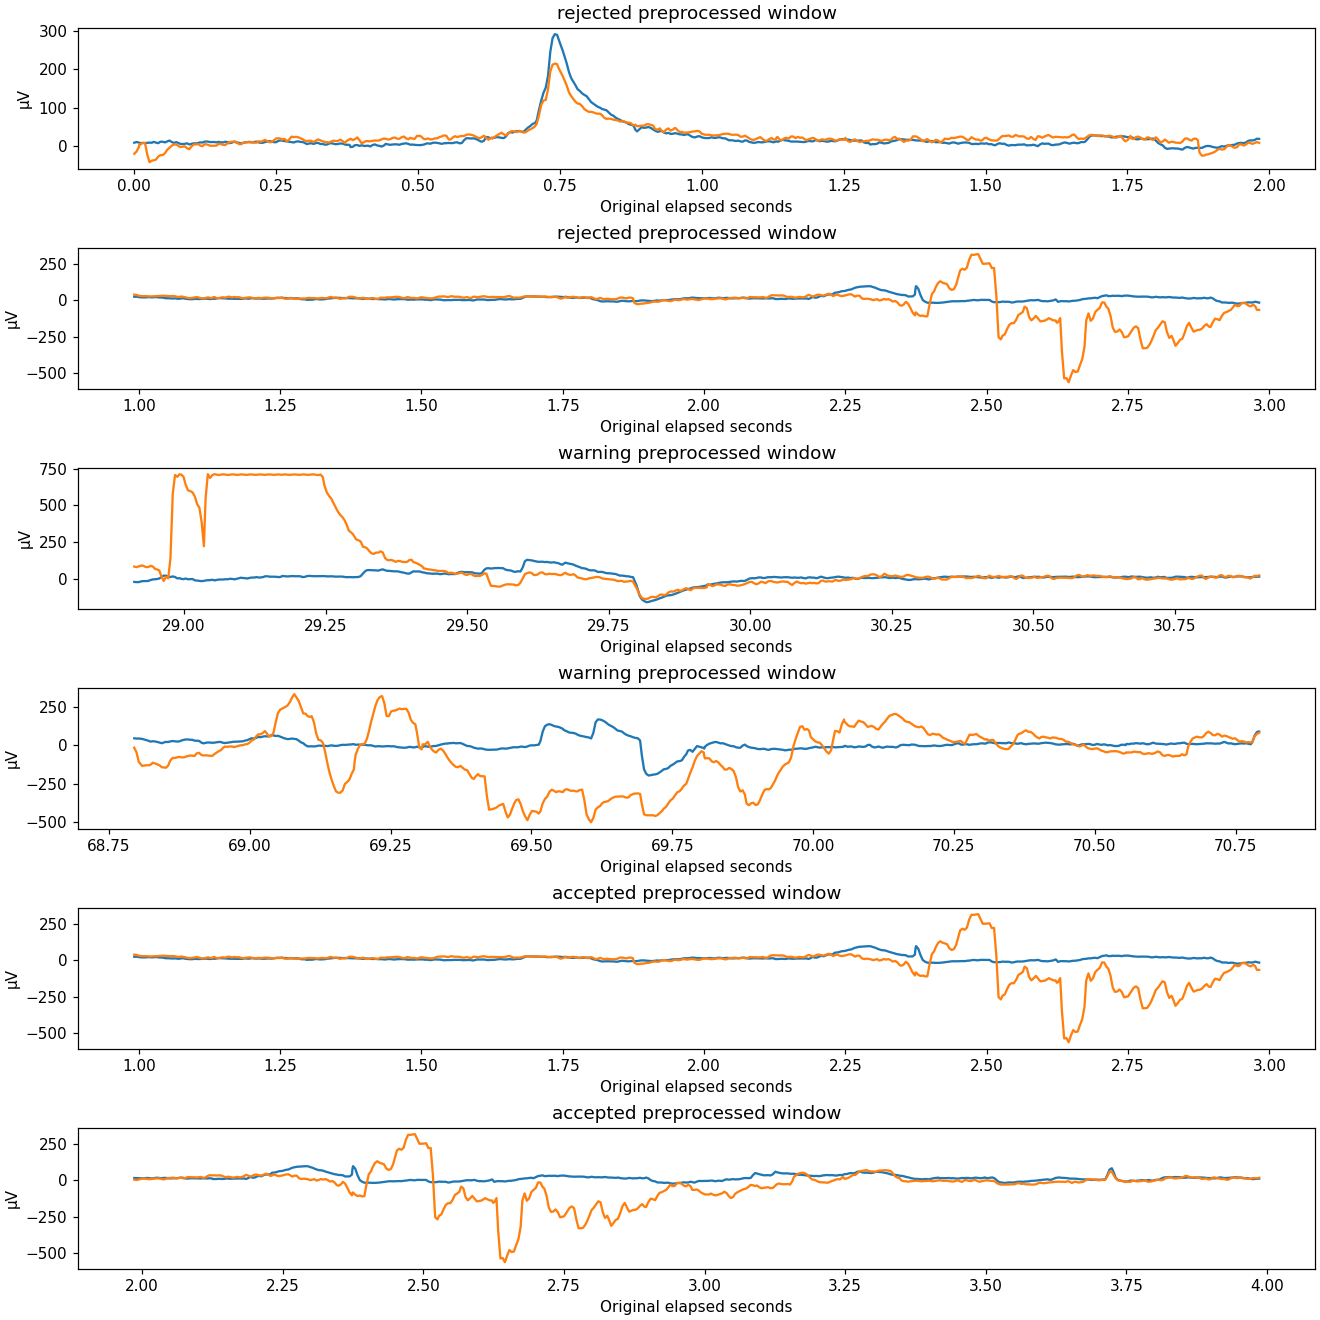 rejected preprocessed window
300
200
100
0
µV
0.00 0.25 0.50 0.75 1.00 1.25 1.50 1.75 2.00
Original elapsed seconds
rejected preprocessed window
250
0
−250
−500
µV
1.00 1.25 1.50 1.75 2.00 2.25 2.50 2.75 3.00
Original elapsed seconds
warning preprocessed window
750
500
250
0
µV
29.00 29.25 29.50 29.75 30.00 30.25 30.50 30.75
Original elapsed seconds
warning preprocessed window
250
0
−250
−500
µV
68.75 69.00 69.25 69.50 69.75 70.00 70.25 70.50 70.75
Original elapsed seconds
accepted preprocessed window
250
0
−250
−500
µV
1.00 1.25 1.50 1.75 2.00 2.25 2.50 2.75 3.00
Original elapsed seconds
accepted preprocessed window
250
0
−250
−500
µV
2.00 2.25 2.50 2.75 3.00 3.25 3.50 3.75 4.00
Original elapsed seconds